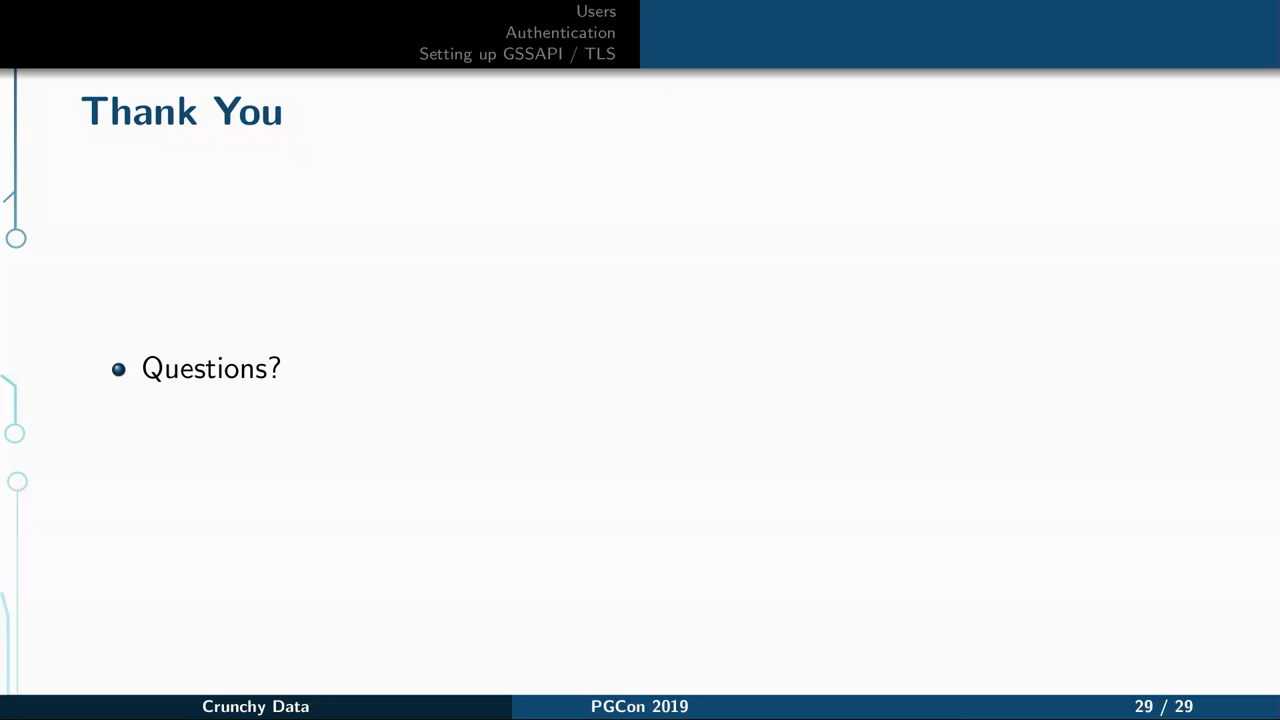 Users
Authentication
Setting up GSSAPI / TLS
Thank You
Questions?
Crunchy Data
PGCon 2019
29 / 29